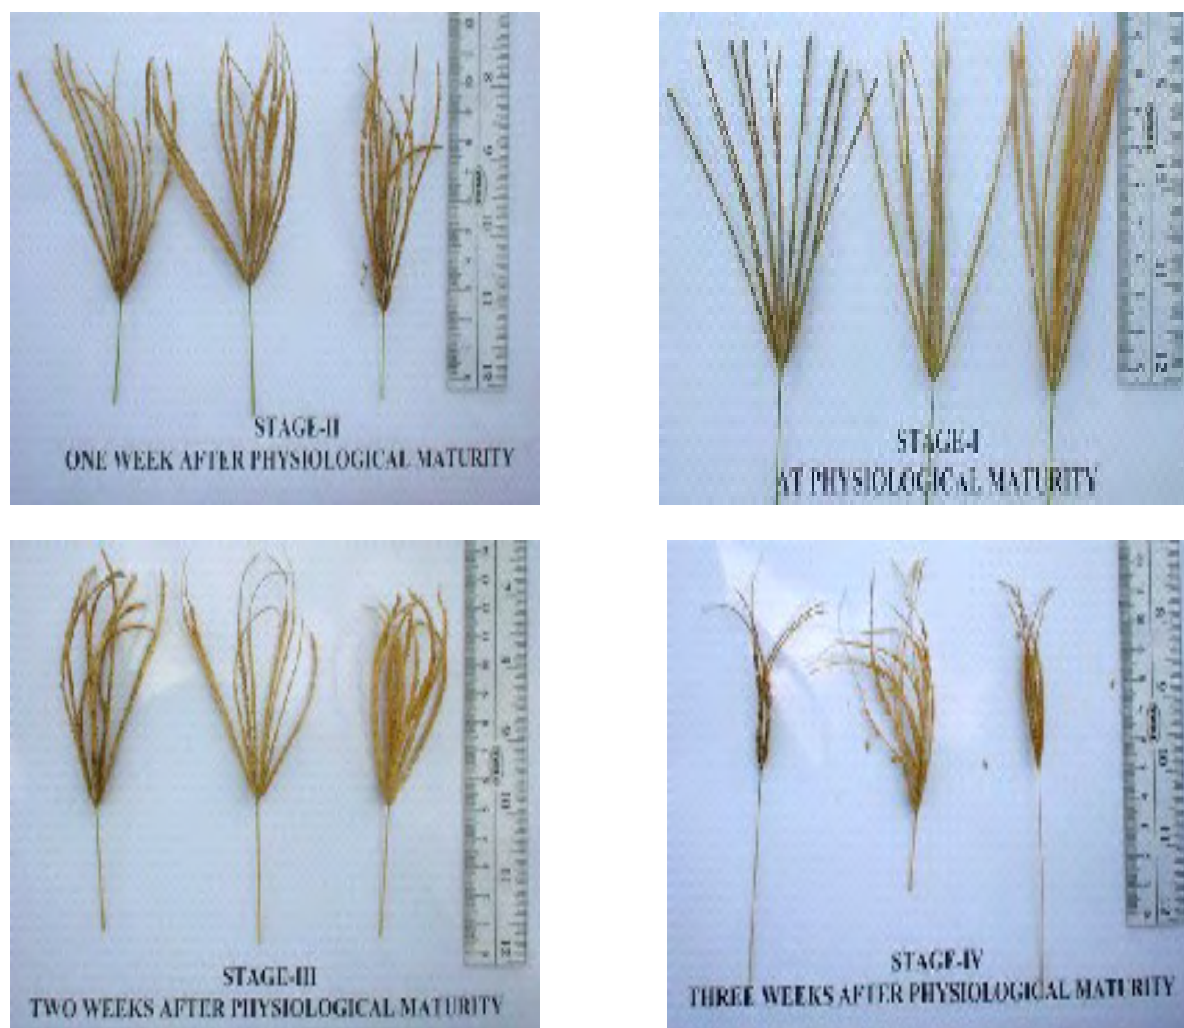 STAGE-II
ONE WEEK AFTER PHYSIOLOGICAL MATURITY
STAGE-I
AT PHYSIOLOGICAL MATURITY
STAGE-III
TWO WEEKS AFTER PHYSIOLOGICAL MATURITY
STAGE-IV
THREE WEEKS AFTER PHYSIOLOGICAL MATURITY